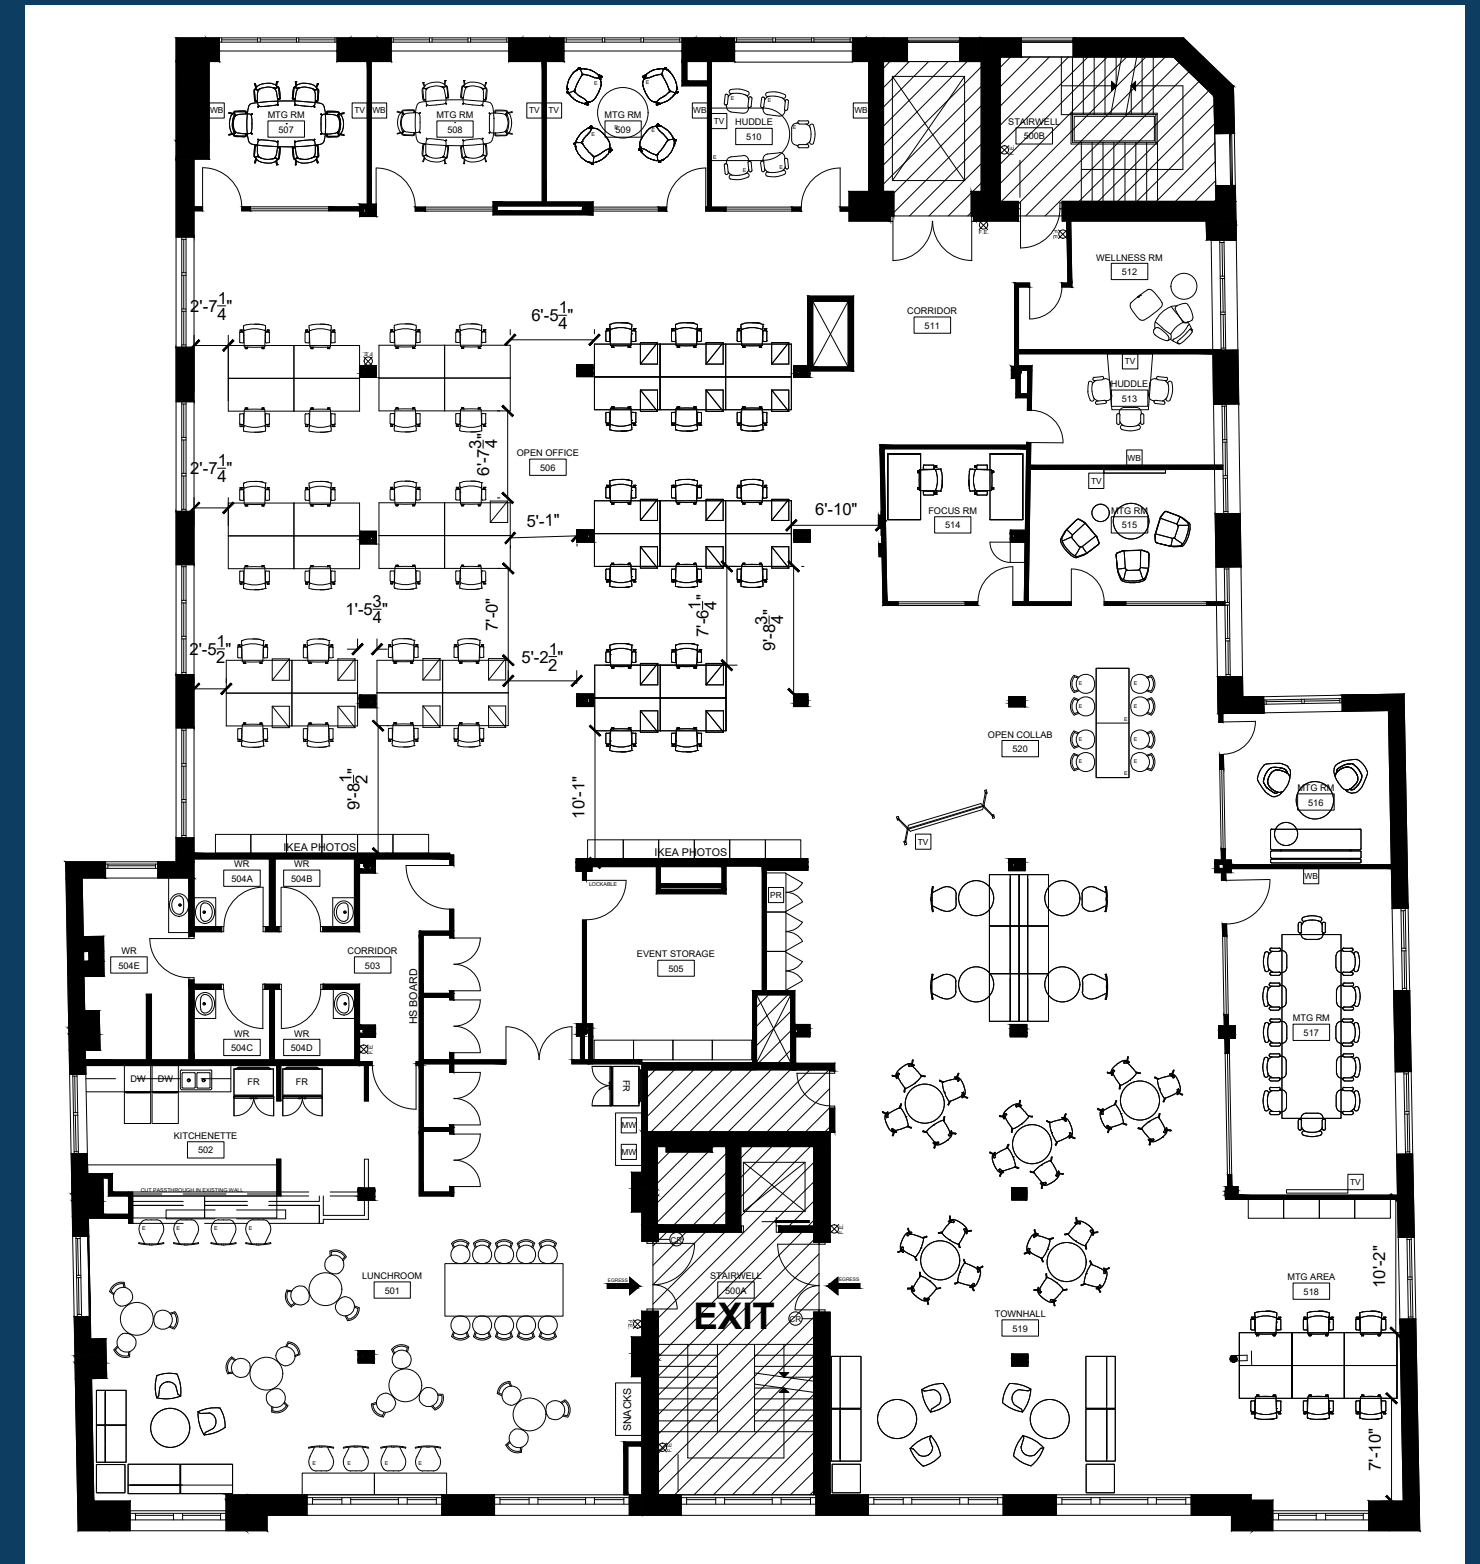 MTG RM
507
WB
TV
MTG RM
508
WB
TV
MTG RM
509
TV
WB
HUDDLE
510
TV
WB
STAIRWELL
500B
F.E.
F.E.
F.E.
WELLNESS RM
512
CORRIDOR
511
2'-7 1/4"
6'-5 1/4"
F.E.
TV
HUDDLE
513
WB
6'-7 3/4"
OPEN OFFICE
506
2'-7 1/4"
5'-1"
6'-10"
FOCUS RM
514
TV
MTG RM
515
1'-5 3/4"
7'-0"
7'-6 1/4"
9'-8 3/4"
2'-5 1/2"
5'-2 1/2"
OPEN COLLAB
520
9'-8 1/2"
10'-1"
MTG RM
516
TV
IKEA PHOTOS
IKEA PHOTOS
WR
504A
WR
504B
LOCKABLE
PR
WB
WR
504E
CORRIDOR
503
HS BOARD
EVENT STORAGE
505
WR
504C
WR
504D
F.E.
MTG RM
517
DW
DW
FR
FR
FR
MW
MW
KITCHENETTE
502
CUT PASSTHROUGH IN EXISTING WALL
TV
LUNCHROOM
501
CR
F.E.
EGRESS
STAIRWELL
500A
EXIT
EGRESS
CR
F.E.
TOWNHALL
519
MTG AREA
518
10'-2"
SNACKS
F.E.
7'-10"